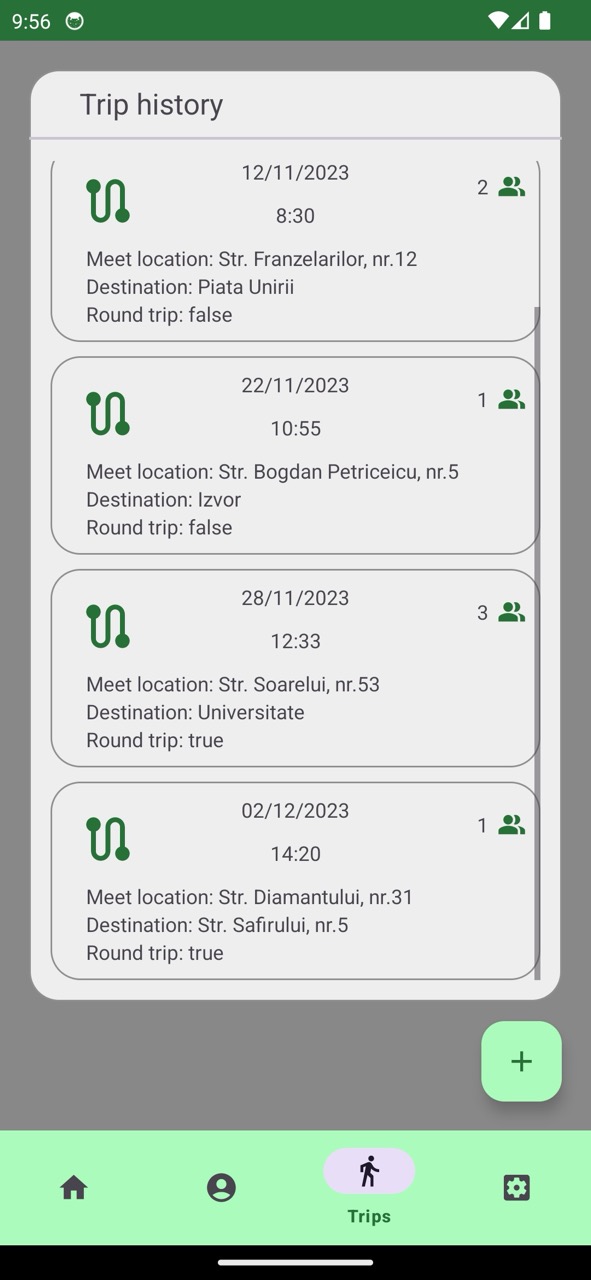 9:56
Trip history
12/11/2023
2
8:30
Meet location: Str. Franzelarilor, nr.12
Destination: Piata Unirii
Round trip: false
22/11/2023
1
10:55
Meet location: Str. Bogdan Petriceicu, nr.5
Destination: Izvor
Round trip: false
28/11/2023
3
12:33
Meet location: Str. Soarelui, nr.53
Destination: Universitate
Round trip: true
02/12/2023
1
14:20
Meet location: Str. Diamantului, nr.31
Destination: Str. Safirului, nr.5
Round trip: true
+
Trips